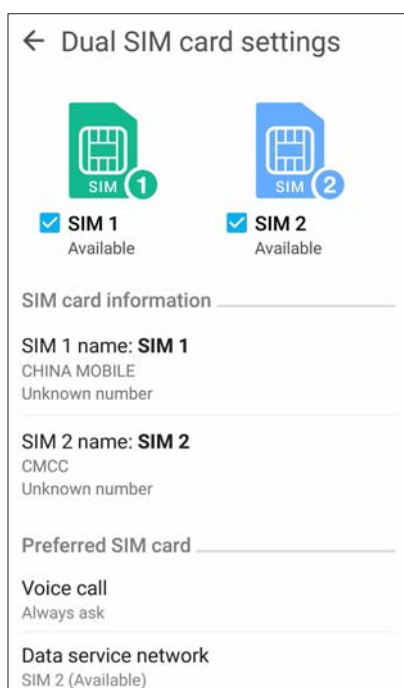 Dual SIM card settings
SIM 1
SIM 2
SIM 1
Available
SIM 2
Available
SIM card information
SIM 1 name: SIM 1
CHINA MOBILE
Unknown number
SIM 2 name: SIM 2
CMCC
Unknown number
Preferred SIM card
Voice call
Always ask
Data service network
SIM 2 (Available)